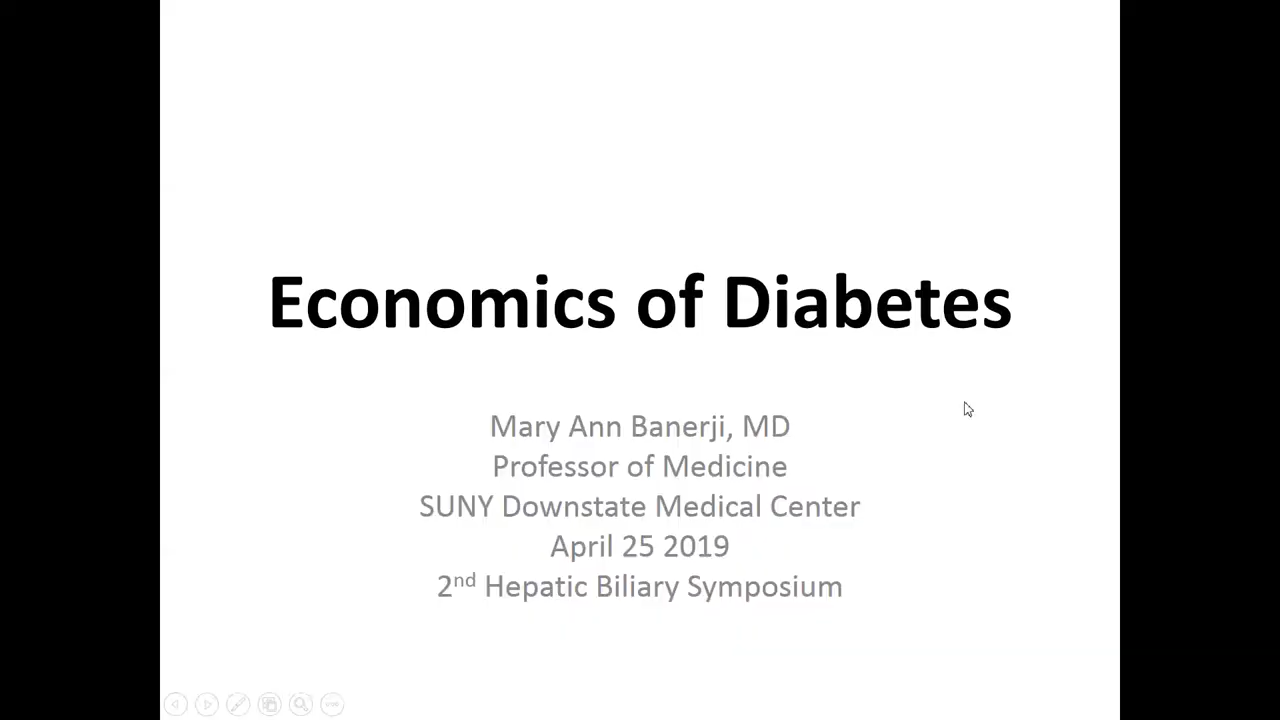 Economics of Diabetes
Mary Ann Banerji, MD
Professor of Medicine
SUNY Downstate Medical Center
April 25 2019
2nd Hepatic Biliary Symposium